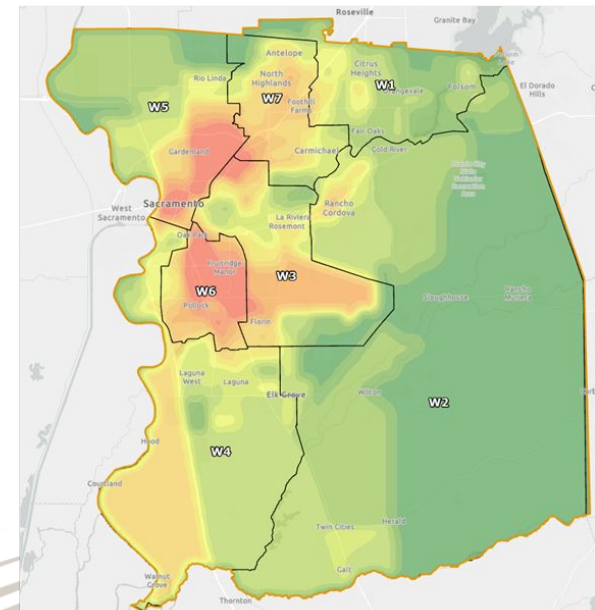 Roseville
Granite Bay
Antelope
Citrus
Heights
W1
Rio Linda
North
Highlands
W7
Orangevale
Folsom
El Dorado
Hills
W5
Foothill
Farms
Fair Oaks
Gold River
Gardenland
Carmichael
Rancho
Cordova
West
Sacramento
Sacramento
La Riviera
Rosemont
Oak Park
Fruitridge
Manor
W3
W6
Pollock
Florin
Sloughhouse
Rancho
Murieta
Laguna
West
Laguna
Elk Grove
Wilton
W2
Hood
W4
Courtland
Twin Cities
Herald
Galt
Walnut
Grove
Thornton